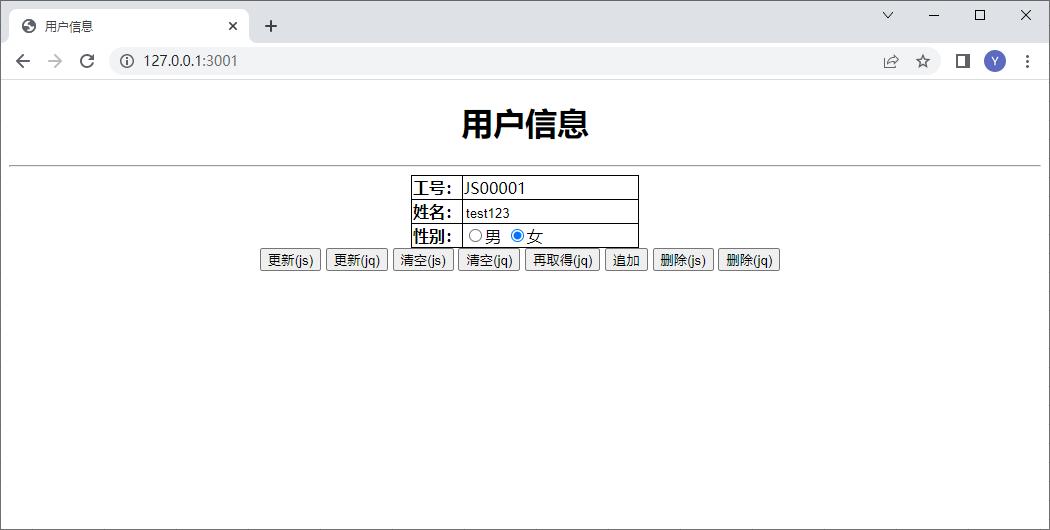 用户信息
127.0.0.1:3001
Y
用户信息
工号： JS00001
姓名： test123
性别： 男 女
更新(js) 更新(jq) 清空(js) 清空(jq) 再取得(jq) 追加 删除(js) 删除(jq)